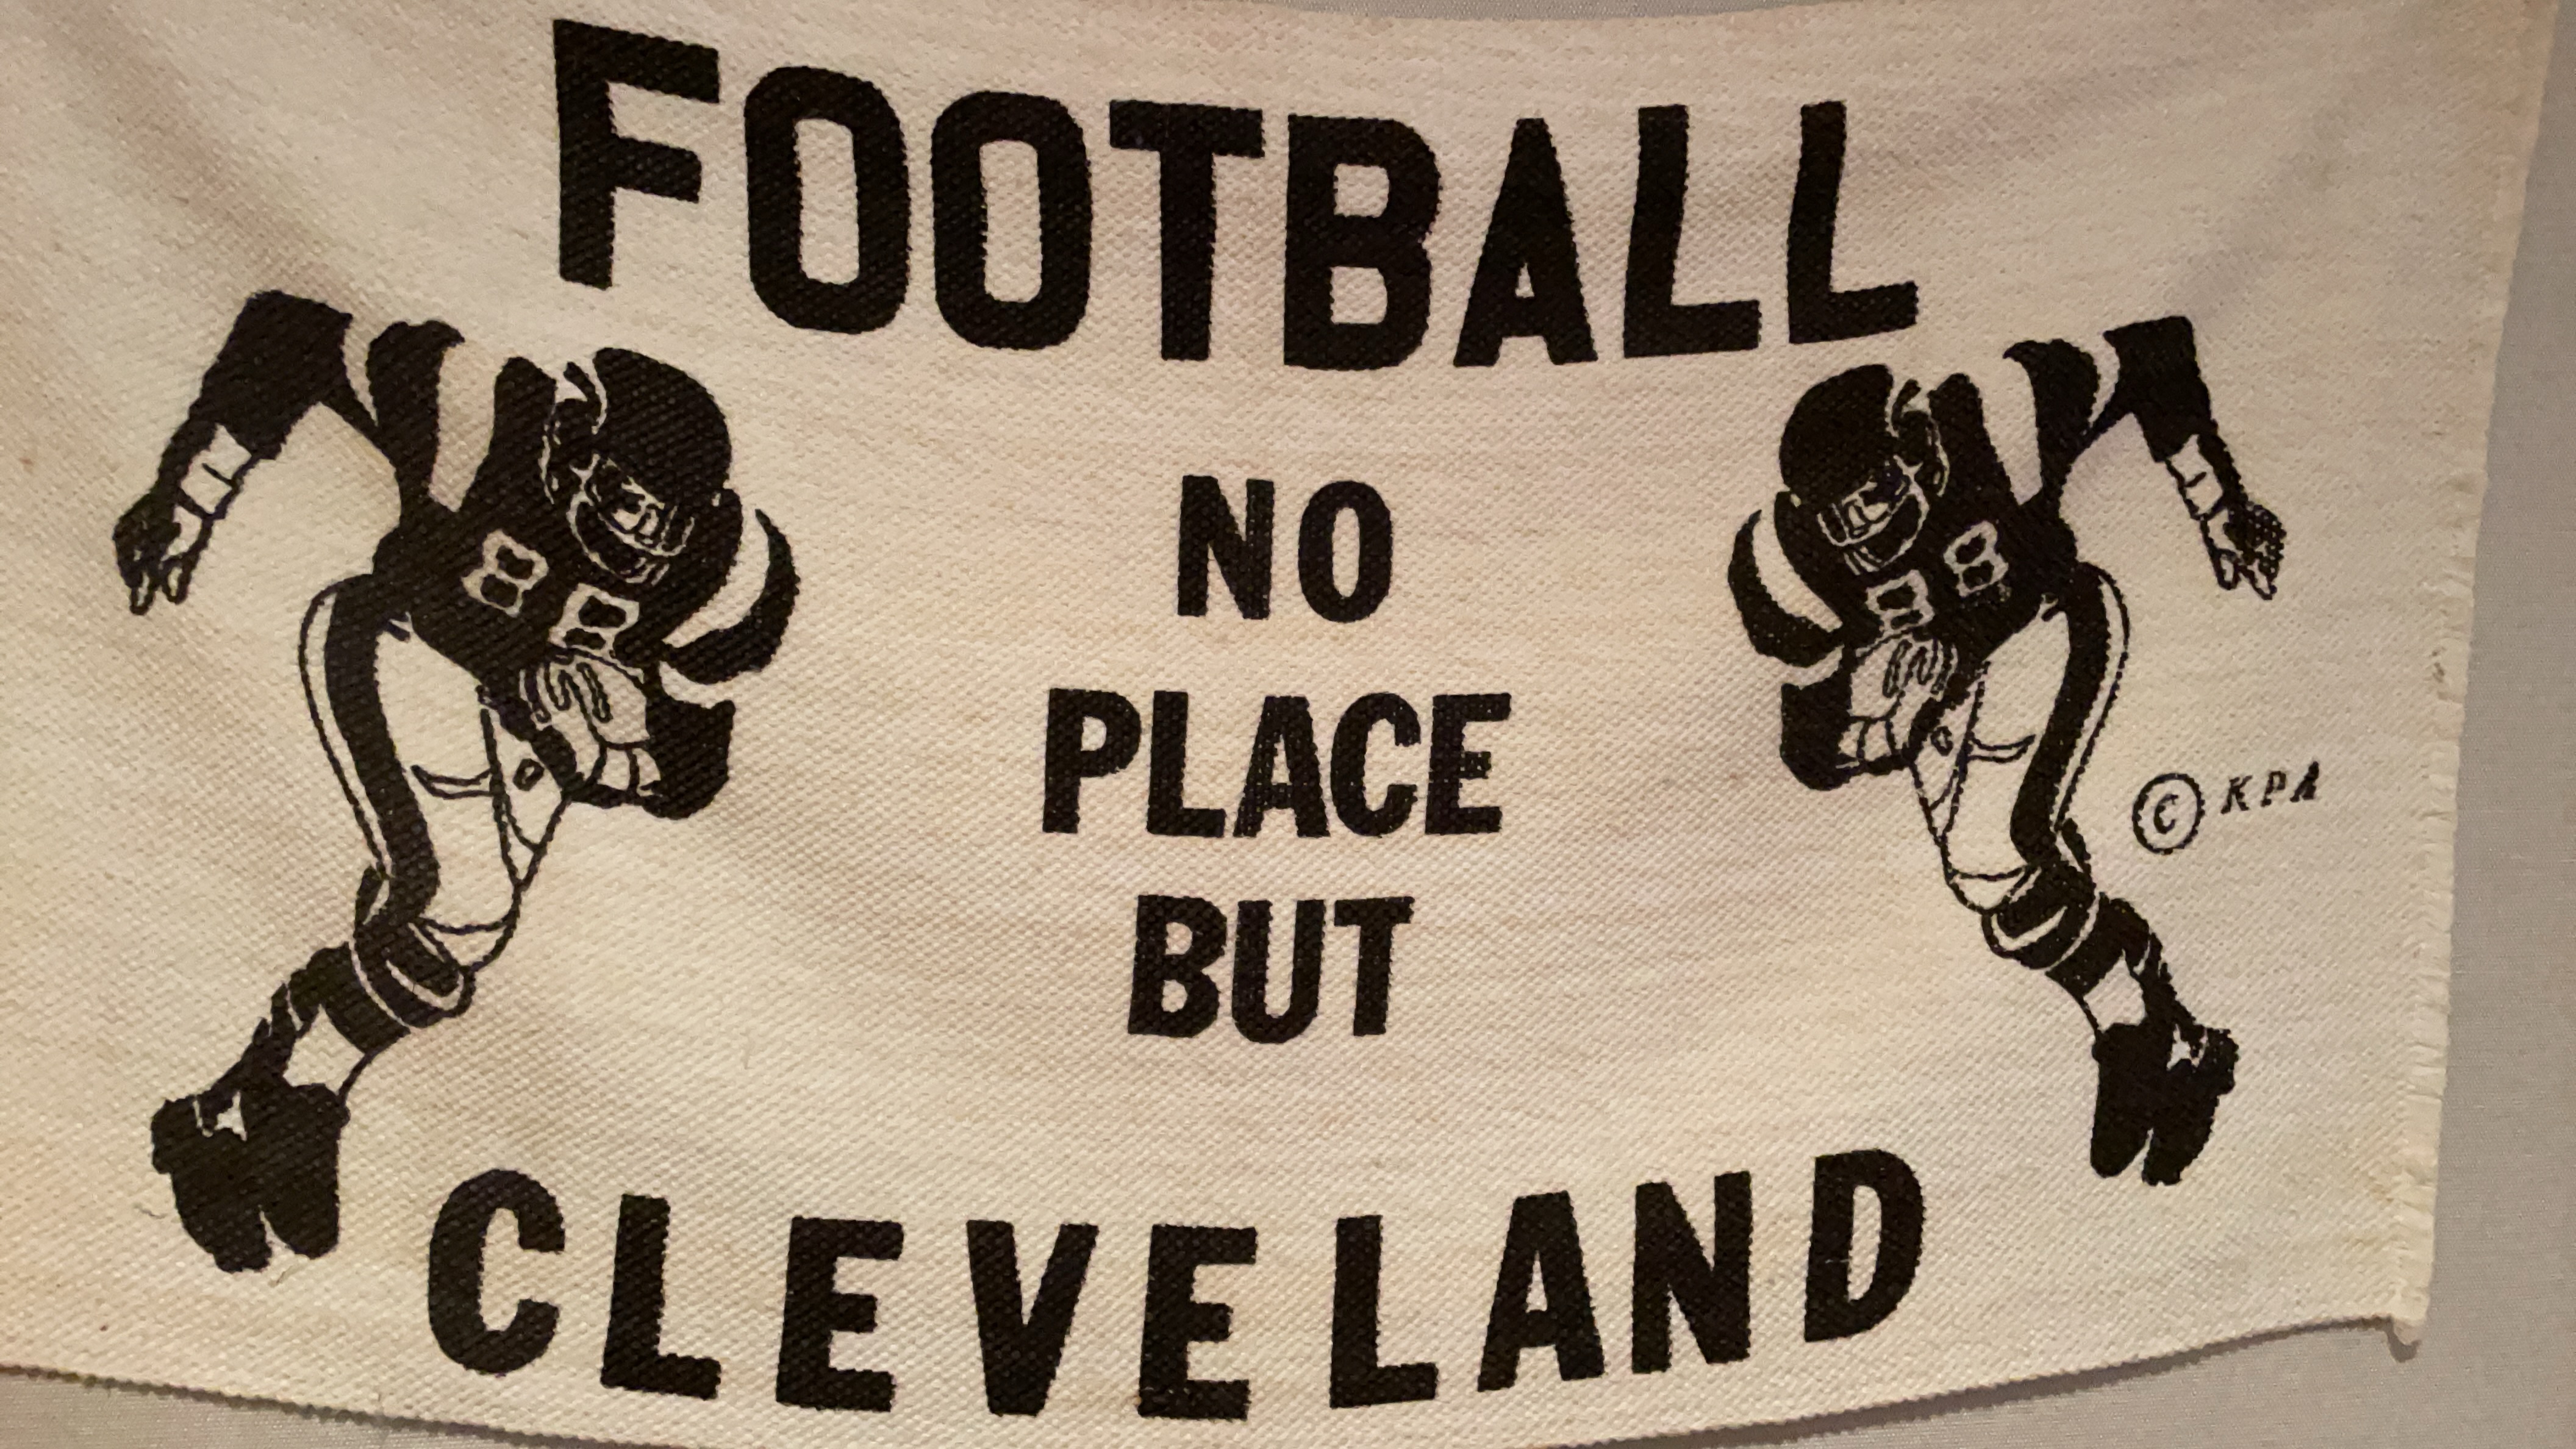 FOOTBALL
NO
PLACE
BUT
CLEVELAND
88
88
© KPA